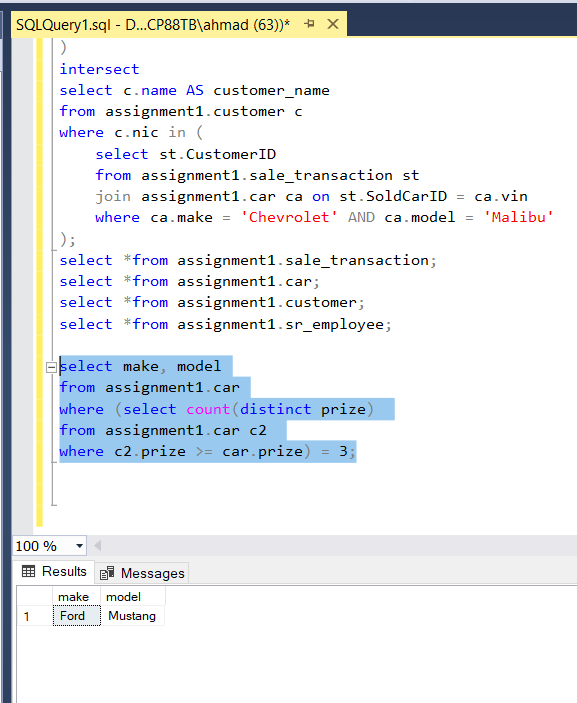 SQLQuery1.sql - D...CP88TB\ahmad (63))*
)
intersect
select c.name AS customer_name
from assignment1.customer c
where c.nic in (
select st.CustomerID
from assignment1.sale_transaction st
join assignment1.car ca on st.SoldCarID = ca.vin
where ca.make = 'Chevrolet' AND ca.model = 'Malibu'
);
select *from assignment1.sale_transaction;
select *from assignment1.car;
select *from assignment1.customer;
select *from assignment1.sr_employee;
select make, model
from assignment1.car
where (select count(distinct prize)
from assignment1.car c2
where c2.prize >= car.prize) = 3;
100 %
Results Messages
make model
1 Ford Mustang